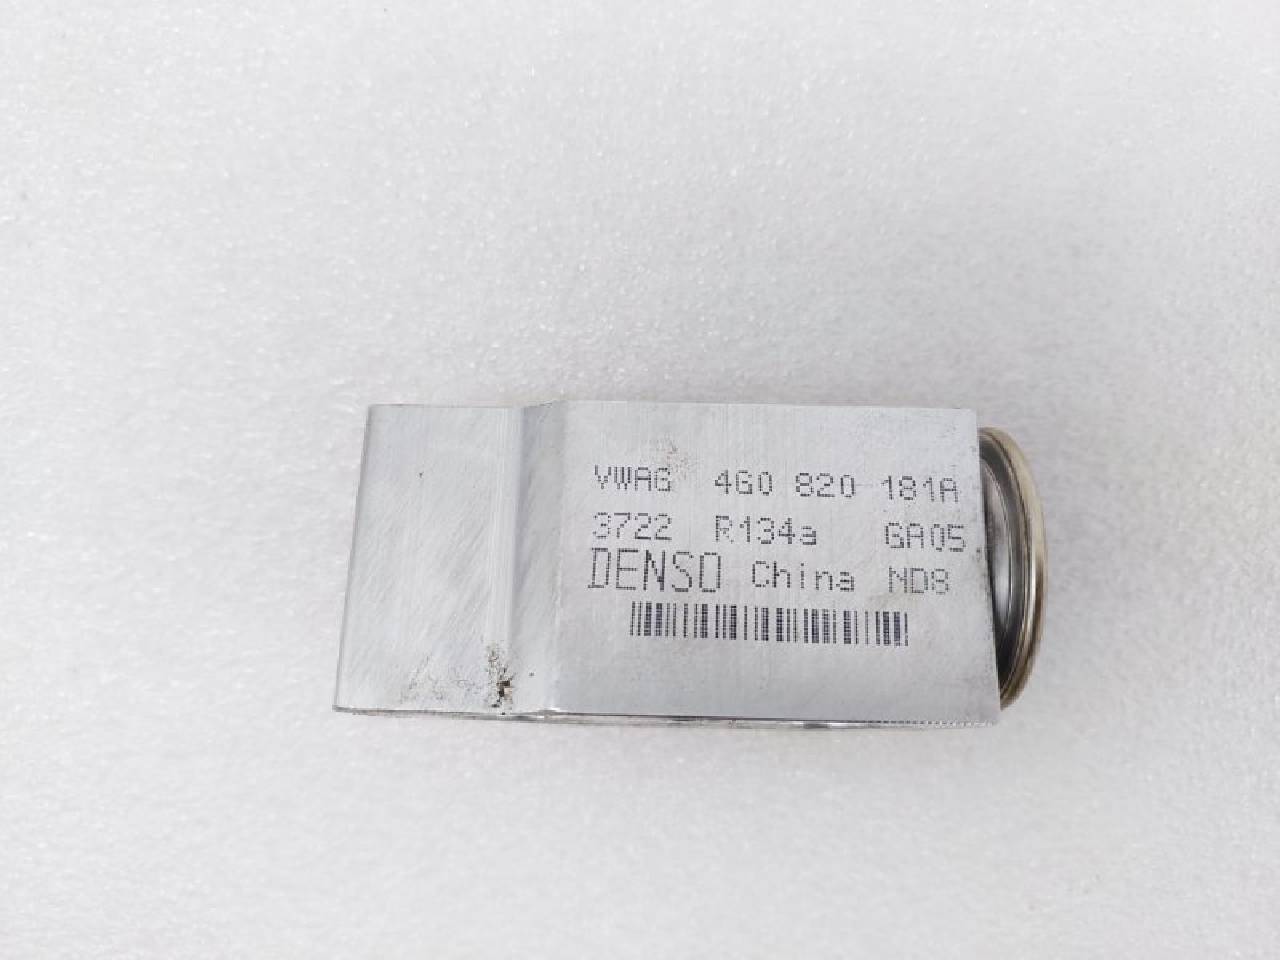 VWAG 4G0 820 181A
3722 R134a GA05
DENSO China ND8